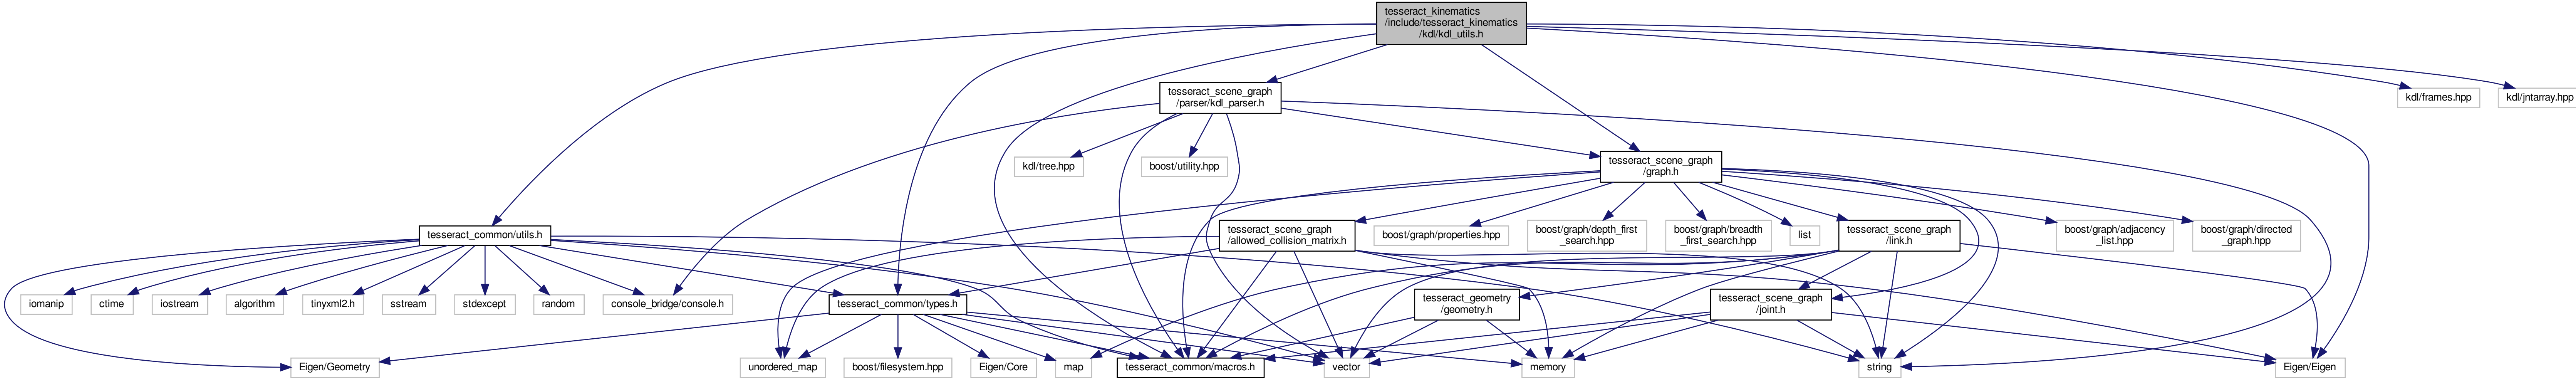 tesseract_kinematics
/include/tesseract_kinematics
/kdl/kdl_utils.h
tesseract_scene_graph
/parser/kdl_parser.h
kdl/frames.hpp
kdl/jntarray.hpp
kdl/tree.hpp
boost/utility.hpp
tesseract_scene_graph
/graph.h
tesseract_common/utils.h
tesseract_scene_graph
/allowed_collision_matrix.h
boost/graph/properties.hpp
boost/graph/depth_first
_search.hpp
boost/graph/breadth
_first_search.hpp
list
tesseract_scene_graph
/link.h
boost/graph/adjacency
_list.hpp
boost/graph/directed
_graph.hpp
iomanip
ctime
iostream
algorithm
tinyxml2.h
sstream
stdexcept
random
console_bridge/console.h
tesseract_common/types.h
tesseract_geometry
/geometry.h
tesseract_scene_graph
/joint.h
Eigen/Geometry
unordered_map
boost/filesystem.hpp
Eigen/Core
map
tesseract_common/macros.h
vector
memory
string
Eigen/Eigen